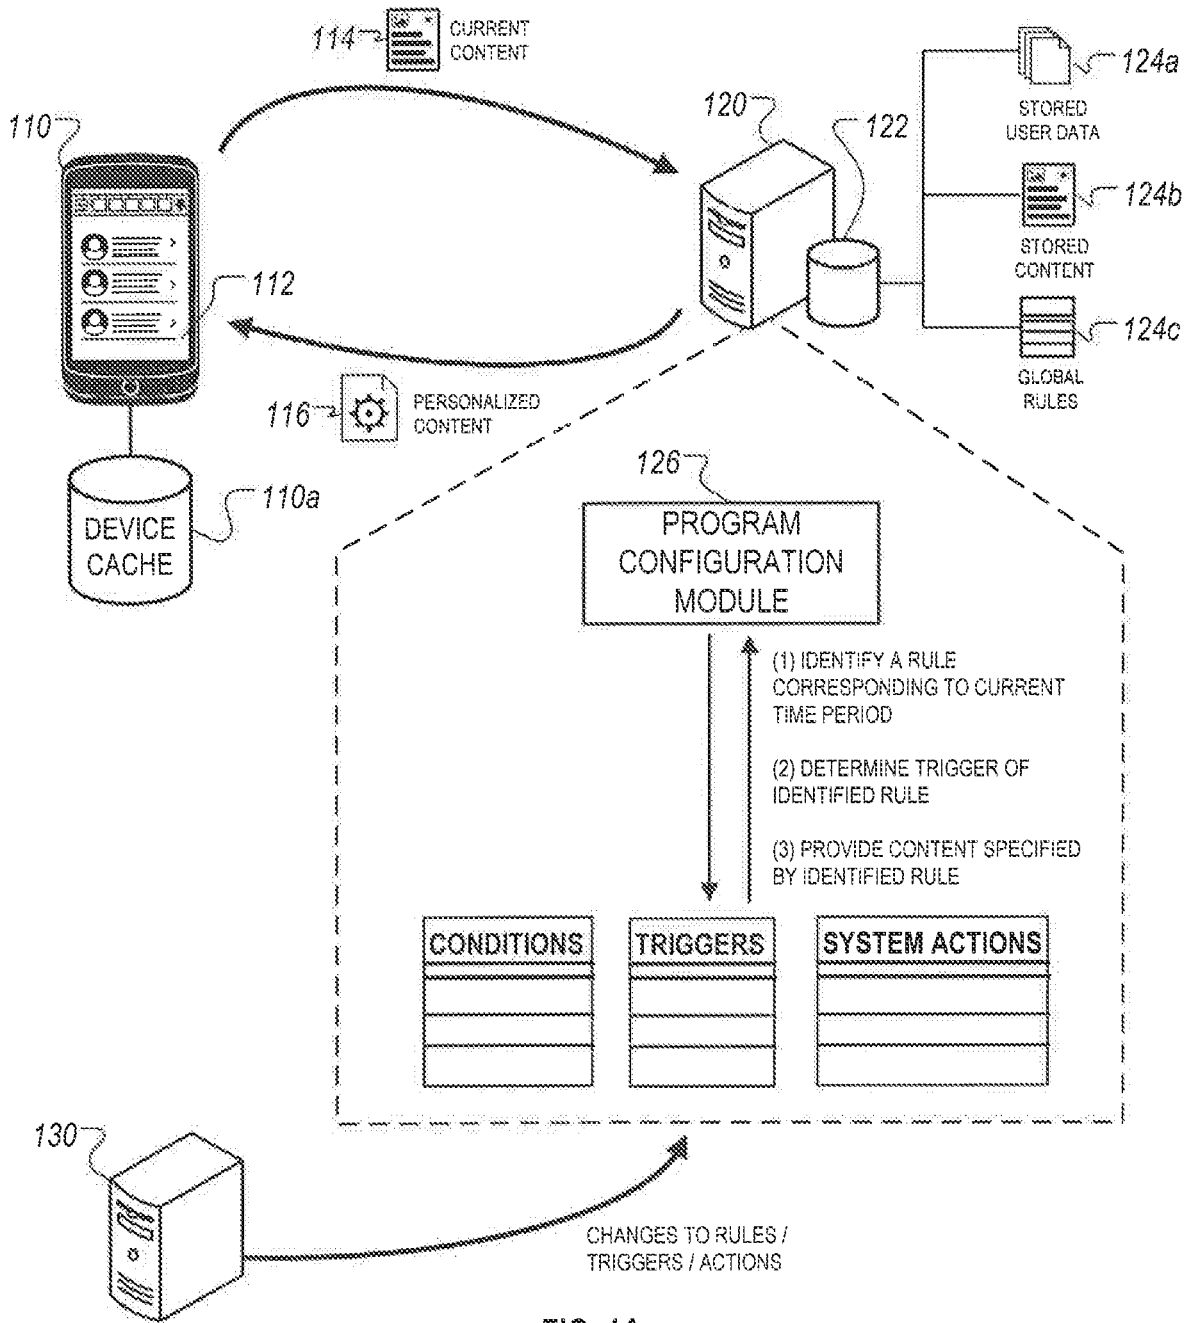 114
CURRENT
CONTENT
124a
STORED
USER DATA
110
120
122
124b
STORED
CONTENT
112
124c
GLOBAL
RULES
116
PERSONALIZED
CONTENT
110a
DEVICE
CACHE
126
PROGRAM
CONFIGURATION
MODULE
(1) IDENTIFY A RULE
CORRESPONDING TO CURRENT
TIME PERIOD
(2) DETERMINE TRIGGER OF
IDENTIFIED RULE
(3) PROVIDE CONTENT SPECIFIED
BY IDENTIFIED RULE
CONDITIONS
TRIGGERS
SYSTEM ACTIONS
130
CHANGES TO RULES /
TRIGGERS / ACTIONS